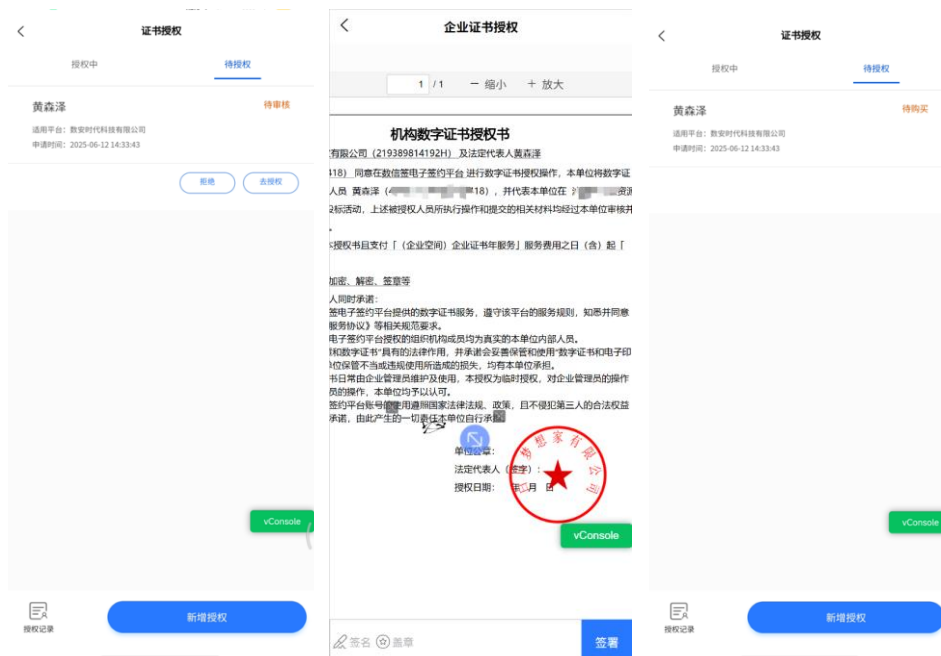 证书授权
授权中
待授权
黄森泽
待审核
适用平台：数安时代科技有限公司
申请时间：2025-06-12 14:33:43
拒绝
去授权
vConsole
授权记录
新增授权
企业证书授权
1 / 1
缩小
放大
机构数字证书授权书
有限公司（219389814192H）及法定代表人黄森泽
418）同意在数信签电子签约平台 进行数字证书授权操作，本单位将数字证
人员 黄森泽（4 18），并代表本单位在 资源
投标活动，上述被授权人员所执行操作和提交的相关材料均经过本单位审核并
本授权书且支付「（企业空间）企业证书年服务」服务费用之日（含）起「
加密、解密、签章等
人同时承诺：
签电子签约平台提供的数字证书服务，遵守该平台的服务规则，知悉并同意
服务协议》等相关规范要求。
电子签约平台授权的组织机构成员均为真实的本单位内部人员。
和数字证书"具有的法律作用，并承诺会妥善保管和使用"数字证书和电子印
单位保管不当或违规使用所造成的损失，均有本单位承担。
书日常由企业管理员维护及使用，本授权为临时授权，对企业管理员的操作
员的操作，本单位均予以认可。
签约平台账号的使用遵照国家法律法规、政策，且不侵犯第三人的合法权益
承诺，由此产生的一切责任本单位自行承担
单位公章：
法定代表人（签字）：
授权日期： 年 月 日
梦想家有限公司
vConsole
签名
盖章
签署
证书授权
授权中
待授权
黄森泽
待购买
适用平台：数安时代科技有限公司
申请时间：2025-06-12 14:33:43
vConsole
授权记录
新增授权